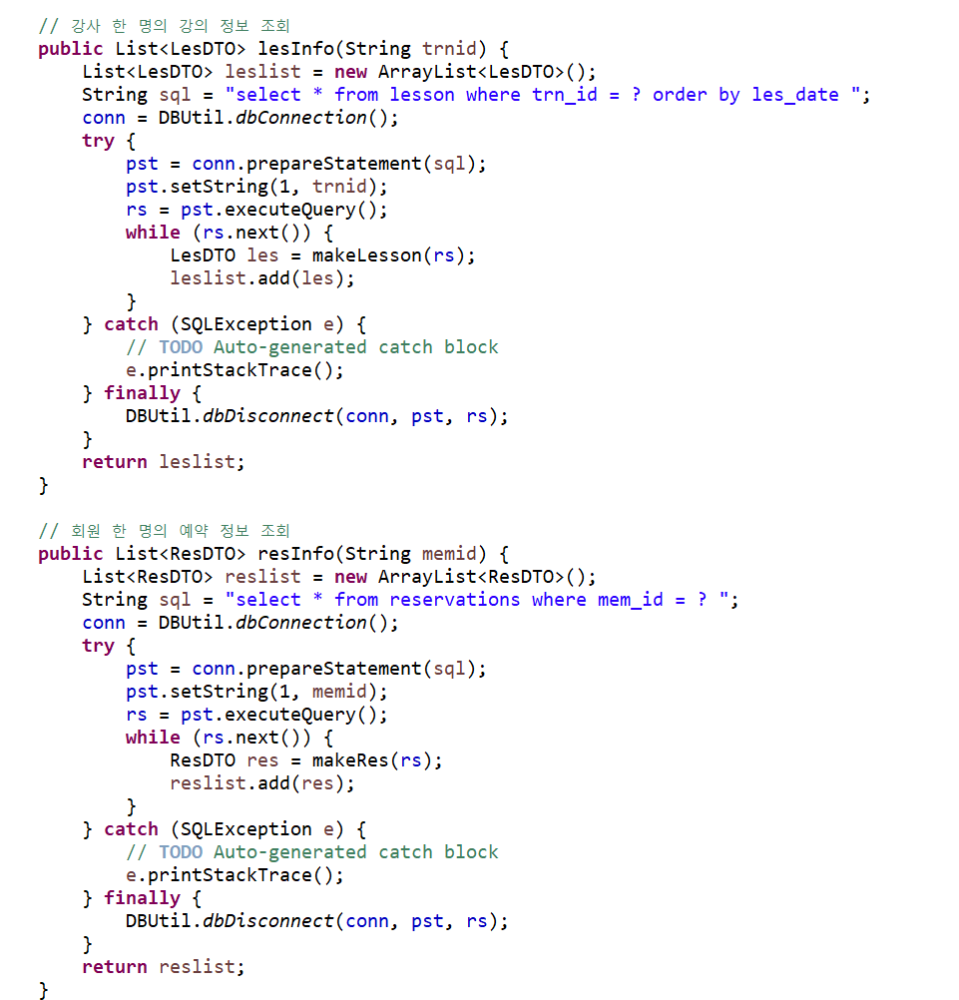 // 강사 한 명의 강의 정보 조회
public List<LesDTO> lesInfo(String trnid) {
    List<LesDTO> leslist = new ArrayList<LesDTO>();
    String sql = "select * from lesson where trn_id = ? order by les_date ";
    conn = DBUtil.dbConnection();
    try {
        pst = conn.prepareStatement(sql);
        pst.setString(1, trnid);
        rs = pst.executeQuery();
        while (rs.next()) {
            LesDTO les = makeLesson(rs);
            leslist.add(les);
        }
    } catch (SQLException e) {
        // TODO Auto-generated catch block
        e.printStackTrace();
    } finally {
        DBUtil.dbDisconnect(conn, pst, rs);
    }
    return leslist;
}
// 회원 한 명의 예약 정보 조회
public List<ResDTO> resInfo(String memid) {
    List<ResDTO> reslist = new ArrayList<ResDTO>();
    String sql = "select * from reservations where mem_id = ? ";
    conn = DBUtil.dbConnection();
    try {
        pst = conn.prepareStatement(sql);
        pst.setString(1, memid);
        rs = pst.executeQuery();
        while (rs.next()) {
            ResDTO res = makeRes(rs);
            reslist.add(res);
        }
    } catch (SQLException e) {
        // TODO Auto-generated catch block
        e.printStackTrace();
    } finally {
        DBUtil.dbDisconnect(conn, pst, rs);
    }
    return reslist;
}